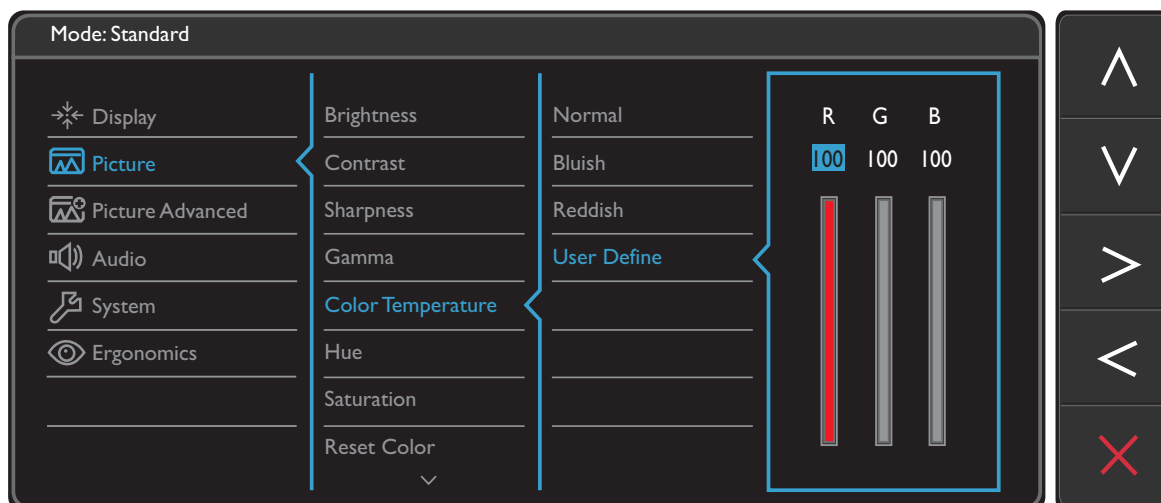 Mode: Standard
Display
Picture
Picture Advanced
Audio
System
Ergonomics
Brightness
Contrast
Sharpness
Gamma
Color Temperature
Hue
Saturation
Reset Color
Normal
Bluish
Reddish
User Define
R G B
100 100 100